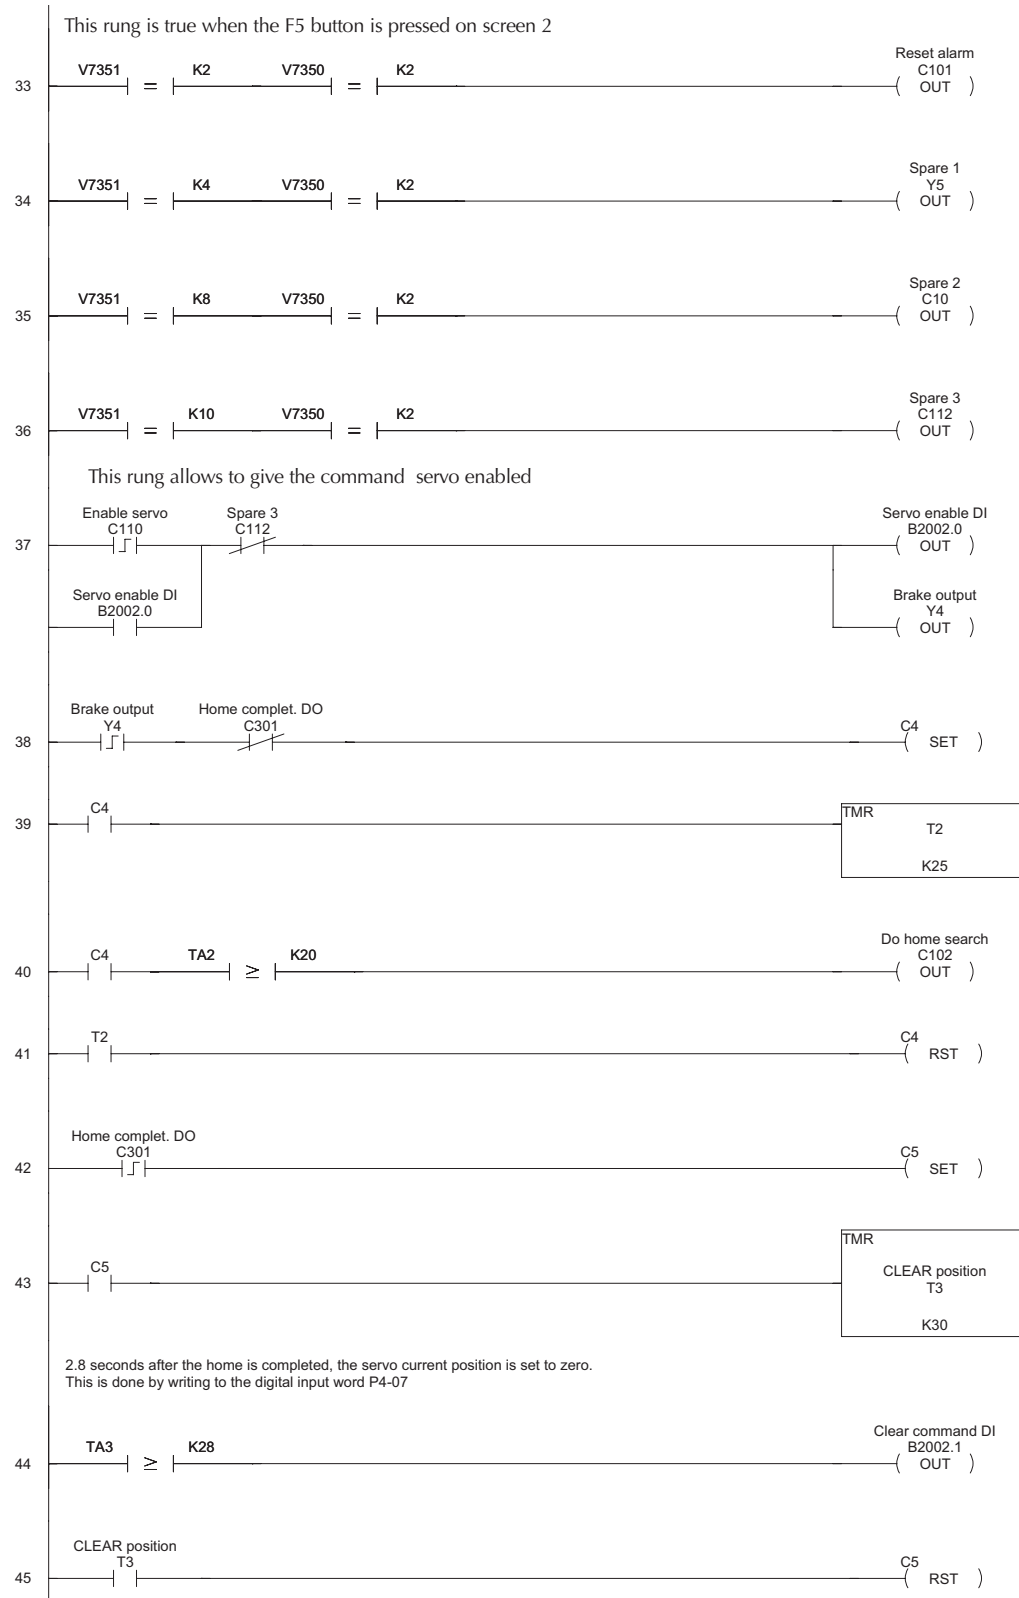 This rung is true when the F5 button is pressed on screen 2
Reset alarm
V7351 = K2 V7350 = K2 C101
33 ( OUT )
Spare 1
V7351 = K4 V7350 = K2 Y5
34 ( OUT )
Spare 2
V7351 = K8 V7350 = K2 C10
35 ( OUT )
Spare 3
V7351 = K10 V7350 = K2 C112
36 ( OUT )
This rung allows to give the command servo enabled
Enable servo Spare 3 Servo enable DI
C110 C112 B2002.0
37 ( OUT )
Servo enable DI Brake output
B2002.0 Y4
( OUT )
Brake output Home complet. DO
Y4 C301 C4
38 ( SET )
C4 TMR
39 T2
K25
Do home search
C4 TA2 ≥ K20 C102
40 ( OUT )
T2 C4
41 ( RST )
Home complet. DO
C301 C5
42 ( SET )
TMR
C5 CLEAR position
43 T3
K30
2.8 seconds after the home is completed, the servo current position is set to zero.
This is done by writing to the digital input word P4-07
Clear command DI
TA3 ≥ K28 B2002.1
44 ( OUT )
CLEAR position
T3 C5
45 ( RST )